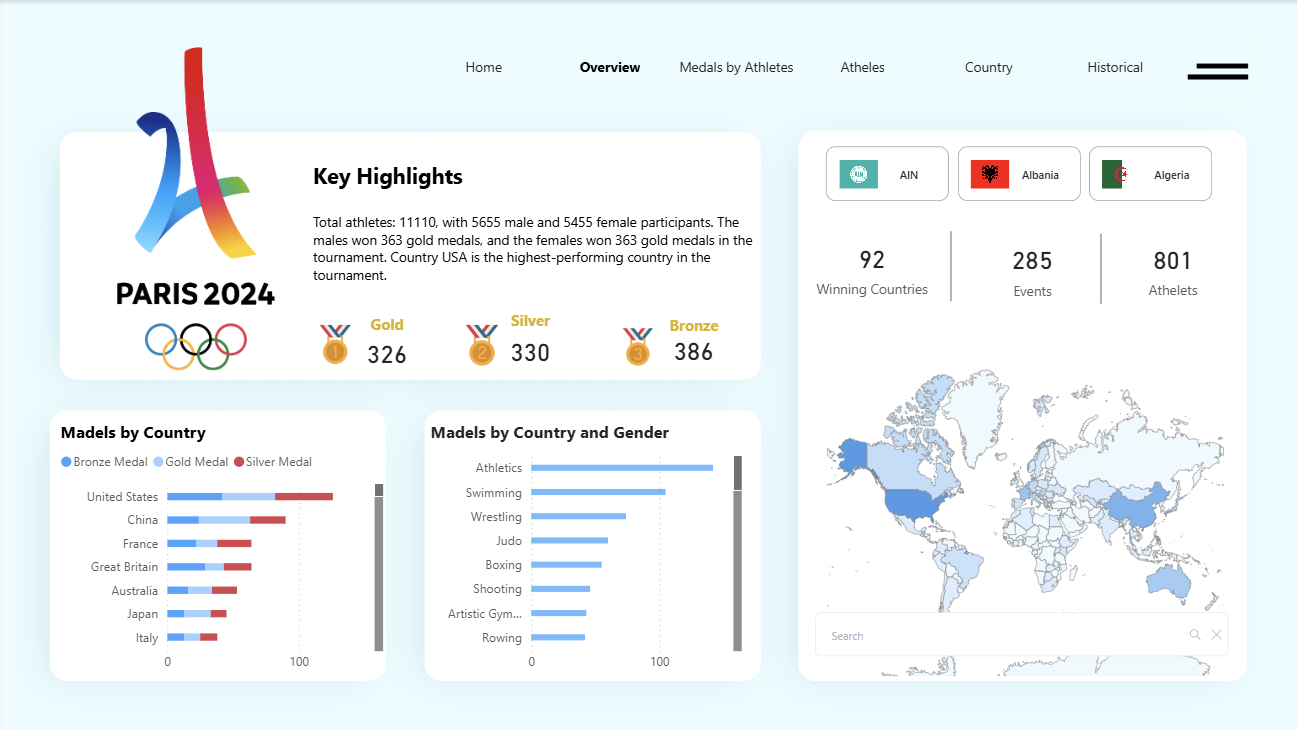 Home
Overview
Medals by Athletes
Atheles
Country
Historical
PARIS 2024
Key Highlights
Total athletes: 11110, with 5655 male and 5455 female participants. The
males won 363 gold medals, and the females won 363 gold medals in the
tournament. Country USA is the highest-performing country in the
tournament.
1
Gold
326
2
Silver
330
3
Bronze
386
AIN
AIN
Albania
Algeria
92
Winning Countries
285
Events
801
Athelets
Madels by Country
Bronze Medal
Gold Medal
Silver Medal
United States
China
France
Great Britain
Australia
Japan
Italy
0
100
Madels by Country and Gender
Athletics
Swimming
Wrestling
Judo
Boxing
Shooting
Artistic Gym...
Rowing
0
100
Search